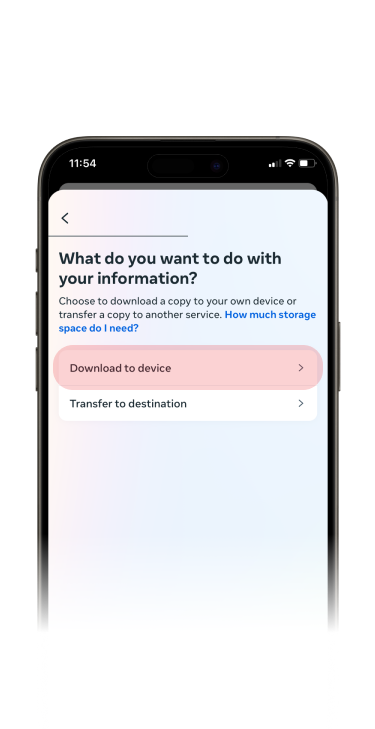 11:54
What do you want to do with
your information?
Choose to download a copy to your own device or
transfer a copy to another service. How much storage
space do I need?
Download to device
Transfer to destination